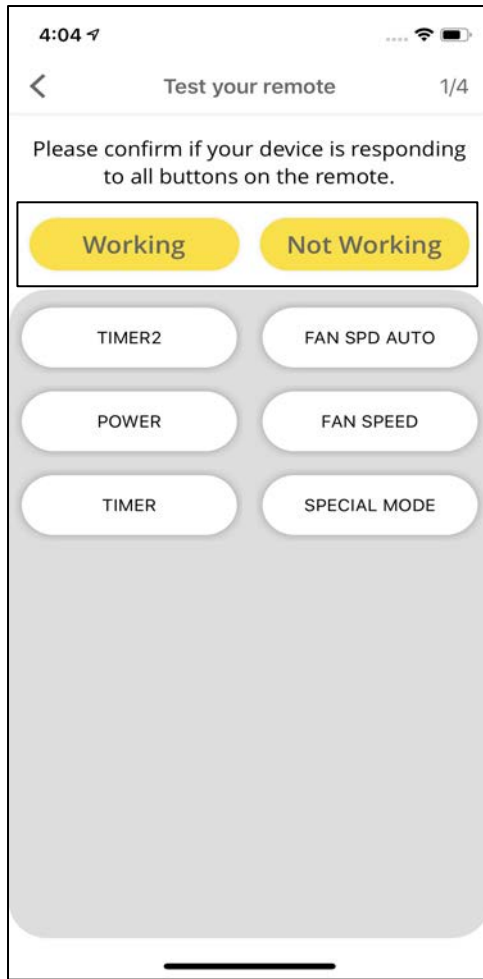 4:04
Test your remote 1/4
Please confirm if your device is responding
to all buttons on the remote.
Working Not Working
TIMER2 FAN SPD AUTO
POWER FAN SPEED
TIMER SPECIAL MODE